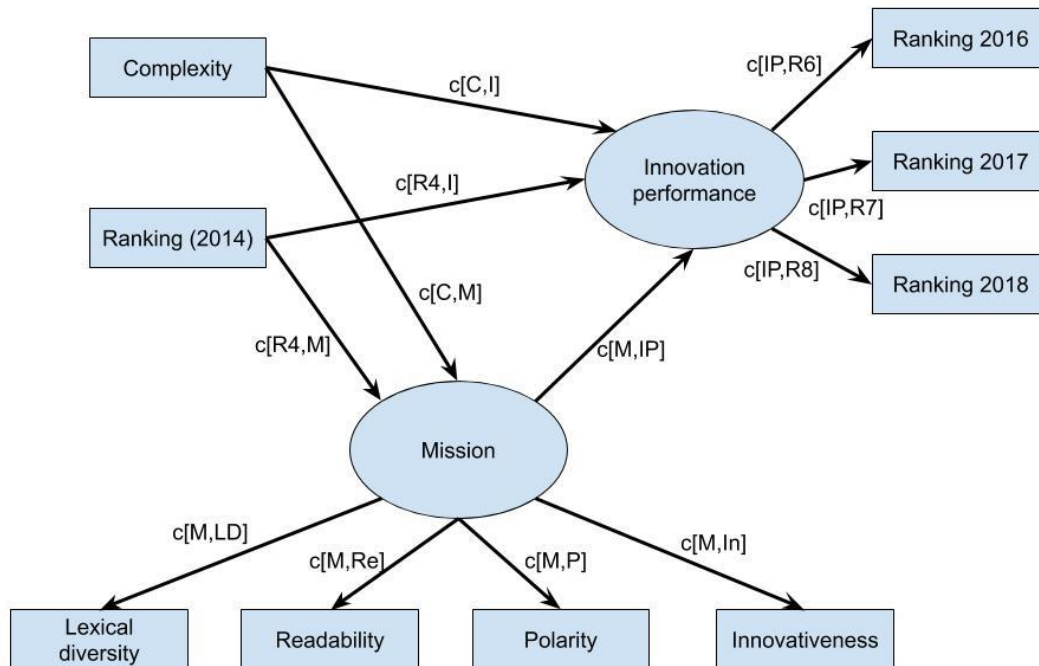 Ranking 2016
Complexity
c[IP,R6]
c[C,I]
Innovation
performance
Ranking 2017
c[R4,I]
c[IP,R7]
Ranking (2014)
c[IP,R8]
Ranking 2018
c[C,M]
c[R4,M]
c[M,IP]
Mission
c[M,LD]
c[M,Re]
c[M,P]
c[M,In]
Lexical
diversity
Readability
Polarity
Innovativeness